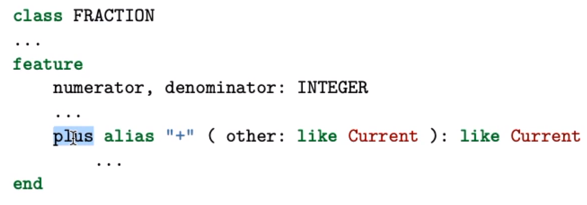 class FRACTION
...
feature
numerator, denominator: INTEGER
...
plus alias "+" ( other: like Current ): like Current
...
end